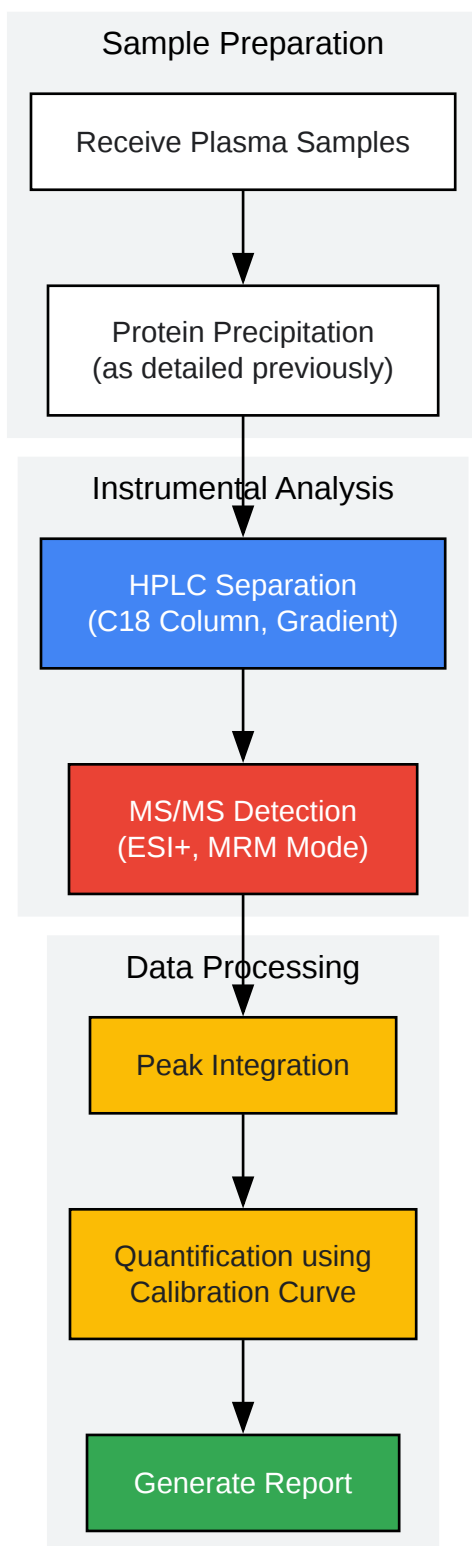 Sample Preparation
Receive Plasma Samples
Protein Precipitation
(as detailed previously)
Instrumental Analysis
HPLC Separation
(C18 Column, Gradient)
MS/MS Detection
(ESI+, MRM Mode)
Data Processing
Peak Integration
Quantification using
Calibration Curve
Generate Report